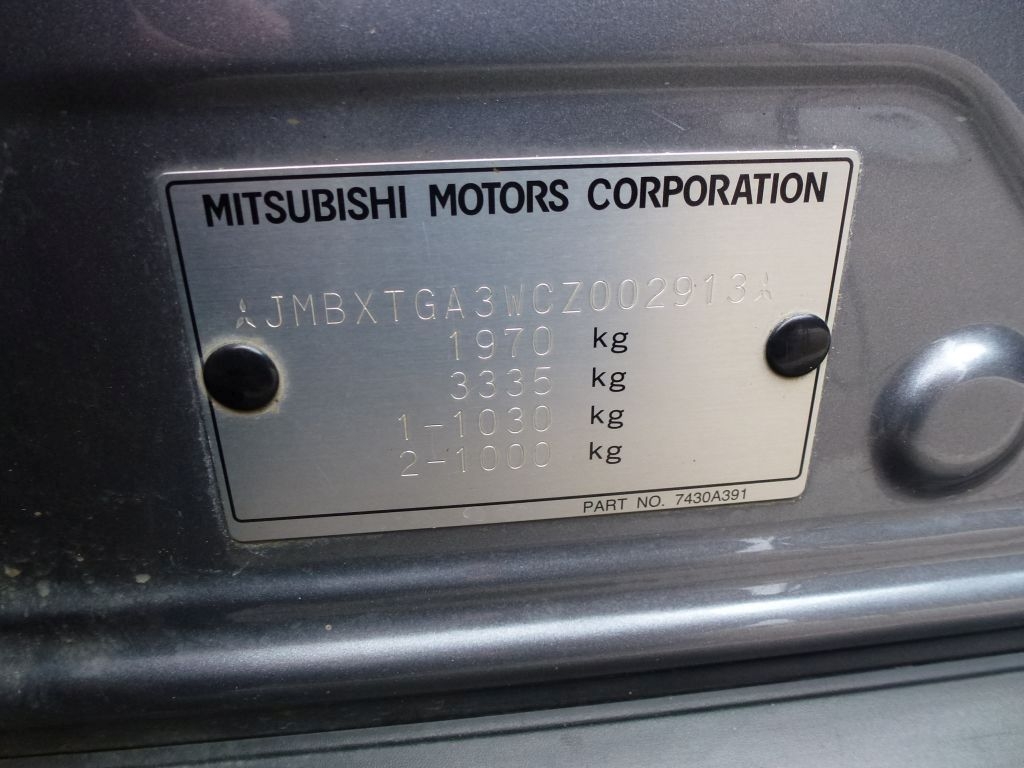 MITSUBISHI MOTORS CORPORATION
JMBXTGA3WCZ002913
1970 kg
3335 kg
1-1030 kg
2-1000 kg
PART NO. 7430A391